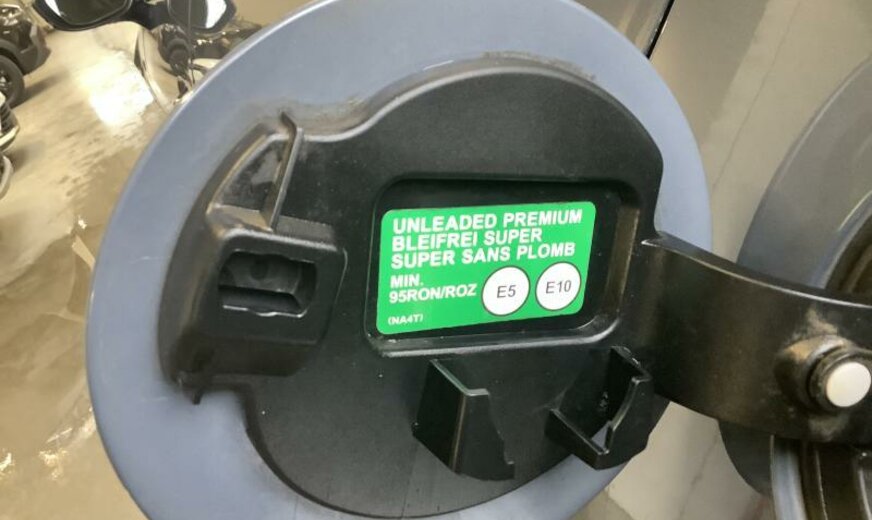 UNLEADED PREMIUM
BLEIFREI SUPER
SUPER SANS PLOMB
MIN.
95RON/ROZ E5 E10
(NA4T)